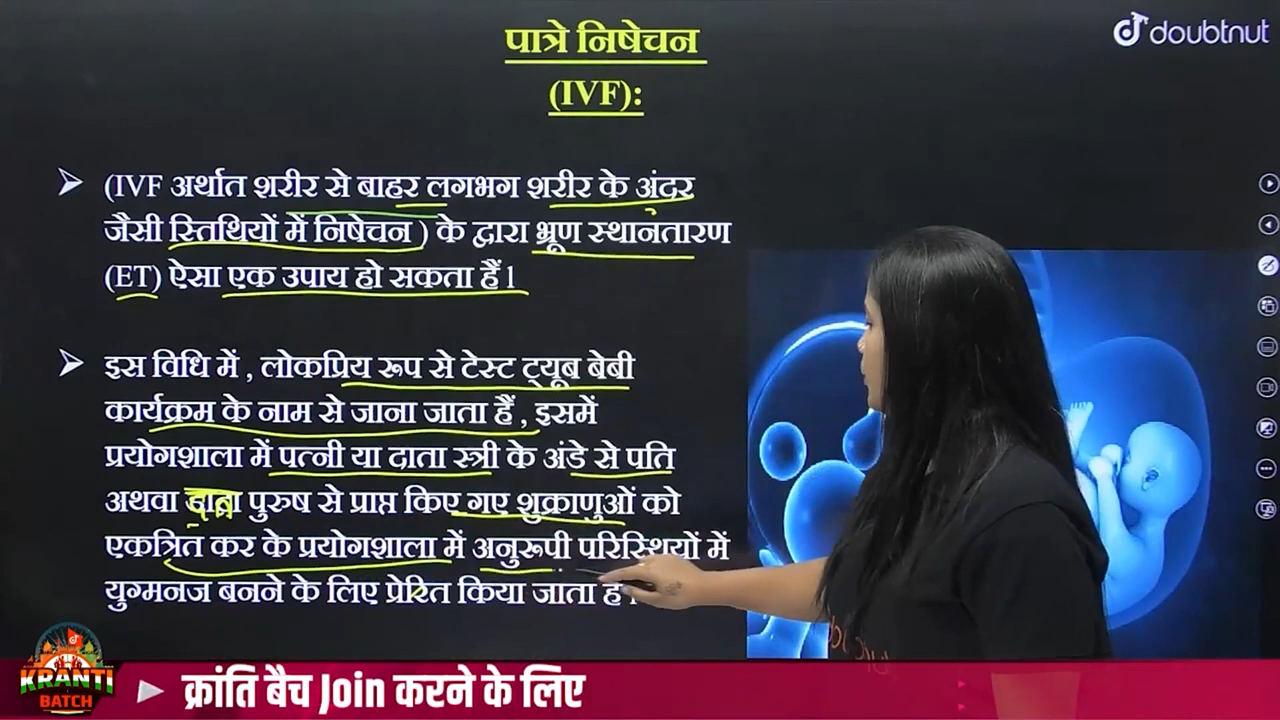 पात्रे निषेचन
(IVF):
doubtnut
(IVF अर्थात शरीर से बाहर लगभग शरीर के अंदर
जैसी स्तिथियों में निषेचन ) के द्वारा भ्रूण स्थानतारण
(ET) ऐसा एक उपाय हो सकता हैं l
इस विधि में , लोकप्रिय रूप से टेस्ट ट्यूब बेबी
कार्यक्रम के नाम से जाना जाता हैं , इसमें
प्रयोगशाला में पत्नी या दाता स्त्री के अंडे से पति
अथवा दाता पुरुष से प्राप्त किए गए शुक्राणुओं को
एकत्रित कर के प्रयोगशाला में अनुरूपी परिस्थियों में
युग्मनज बनने के लिए प्रेरित किया जाता
KRANTI
BATCH
क्रांति बैच Join करने के लिए